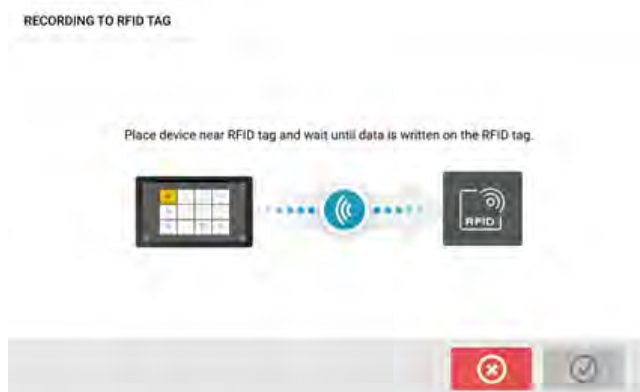 RECORDING TO RFID TAG
Place device near RFID tag and wait until data is written on the RFID tag.
RFID